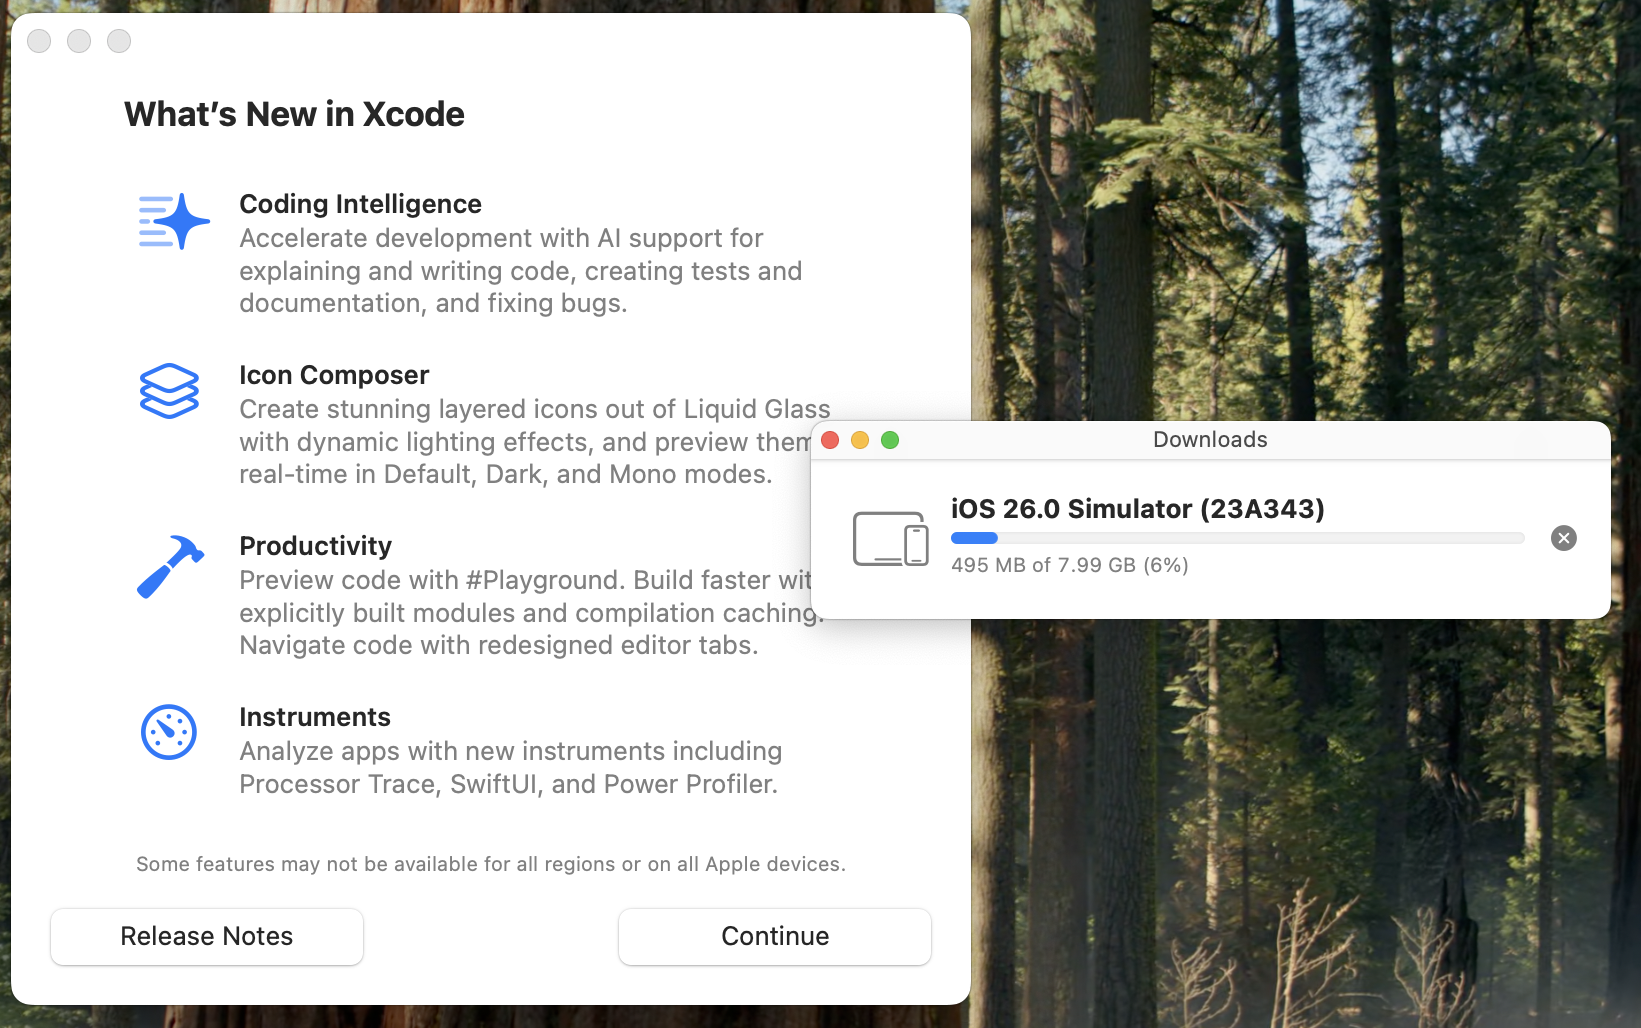 What's New in Xcode
Coding Intelligence
Accelerate development with AI support for
explaining and writing code, creating tests and
documentation, and fixing bugs.
Icon Composer
Create stunning layered icons out of Liquid Glass
with dynamic lighting effects, and preview them
real-time in Default, Dark, and Mono modes.
Productivity
Preview code with #Playground. Build faster
explicitly built modules and compilation caching.
Navigate code with redesigned editor tabs.
Instruments
Analyze apps with new instruments including
Processor Trace, SwiftUI, and Power Profiler.
Some features may not be available for all regions or on all Apple devices.
Release Notes
Continue
Downloads
iOS 26.0 Simulator (23A343)
495 MB of 7.99 GB (6%)